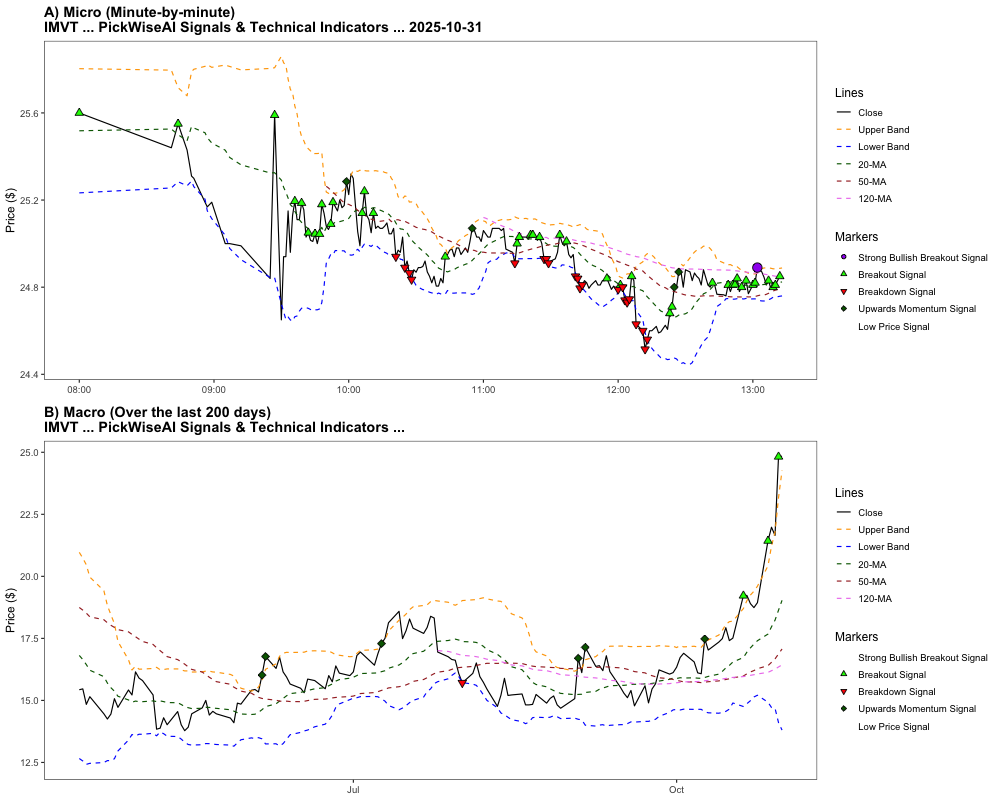 A) Micro (Minute-by-minute)
IMVT ... PickWiseAI Signals & Technical Indicators ... 2025-10-31
Price ($)
25.6
25.2
24.8
24.4
08:00
09:00
10:00
11:00
12:00
13:00
Lines
Close
Upper Band
Lower Band
20-MA
50-MA
120-MA
Markers
Strong Bullish Breakout Signal
Breakout Signal
Breakdown Signal
Upwards Momentum Signal
Low Price Signal
B) Macro (Over the last 200 days)
IMVT ... PickWiseAI Signals & Technical Indicators ...
Price ($)
25.0
22.5
20.0
17.5
15.0
12.5
Jul
Oct
Lines
Close
Upper Band
Lower Band
20-MA
50-MA
120-MA
Markers
Strong Bullish Breakout Signal
Breakout Signal
Breakdown Signal
Upwards Momentum Signal
Low Price Signal